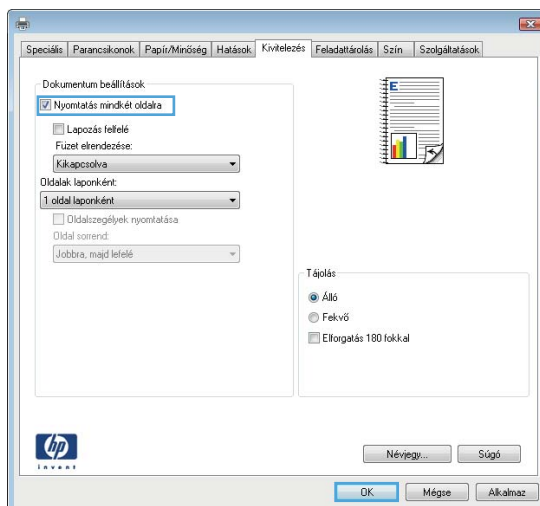 Speciális Parancsikonok Papír/Minőség Hatások Kivitelezés Feladattárolás Szín Szolgáltatások
Dokumentum beállítások
Nyomtatás mindkét oldalra
Lapozás felfelé
Füzet elrendezése:
Kikapcsolva
Oldalak laponként:
1 oldal laponként
Oldalszegélyek nyomtatása
Oldal sorrend:
Jobbra, majd lefelé
E
Tájolás
Álló
Fekvő
Elforgatás 180 fokkal
hp
invent
Névjegy... Súgó
OK Mégse Alkalmaz